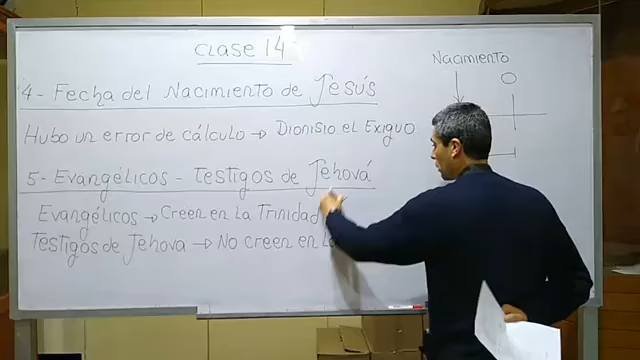 CLASE 14
4- Fecha del Nacimiento de Jesús
Hubo un error de cálculo → Dionisio el Exiguo
5- Evangélicos - Testigos de Jehová
Evangélicos → Creen en la Trinidad
Testigos de Jehova → No creen en
Nacimiento
0